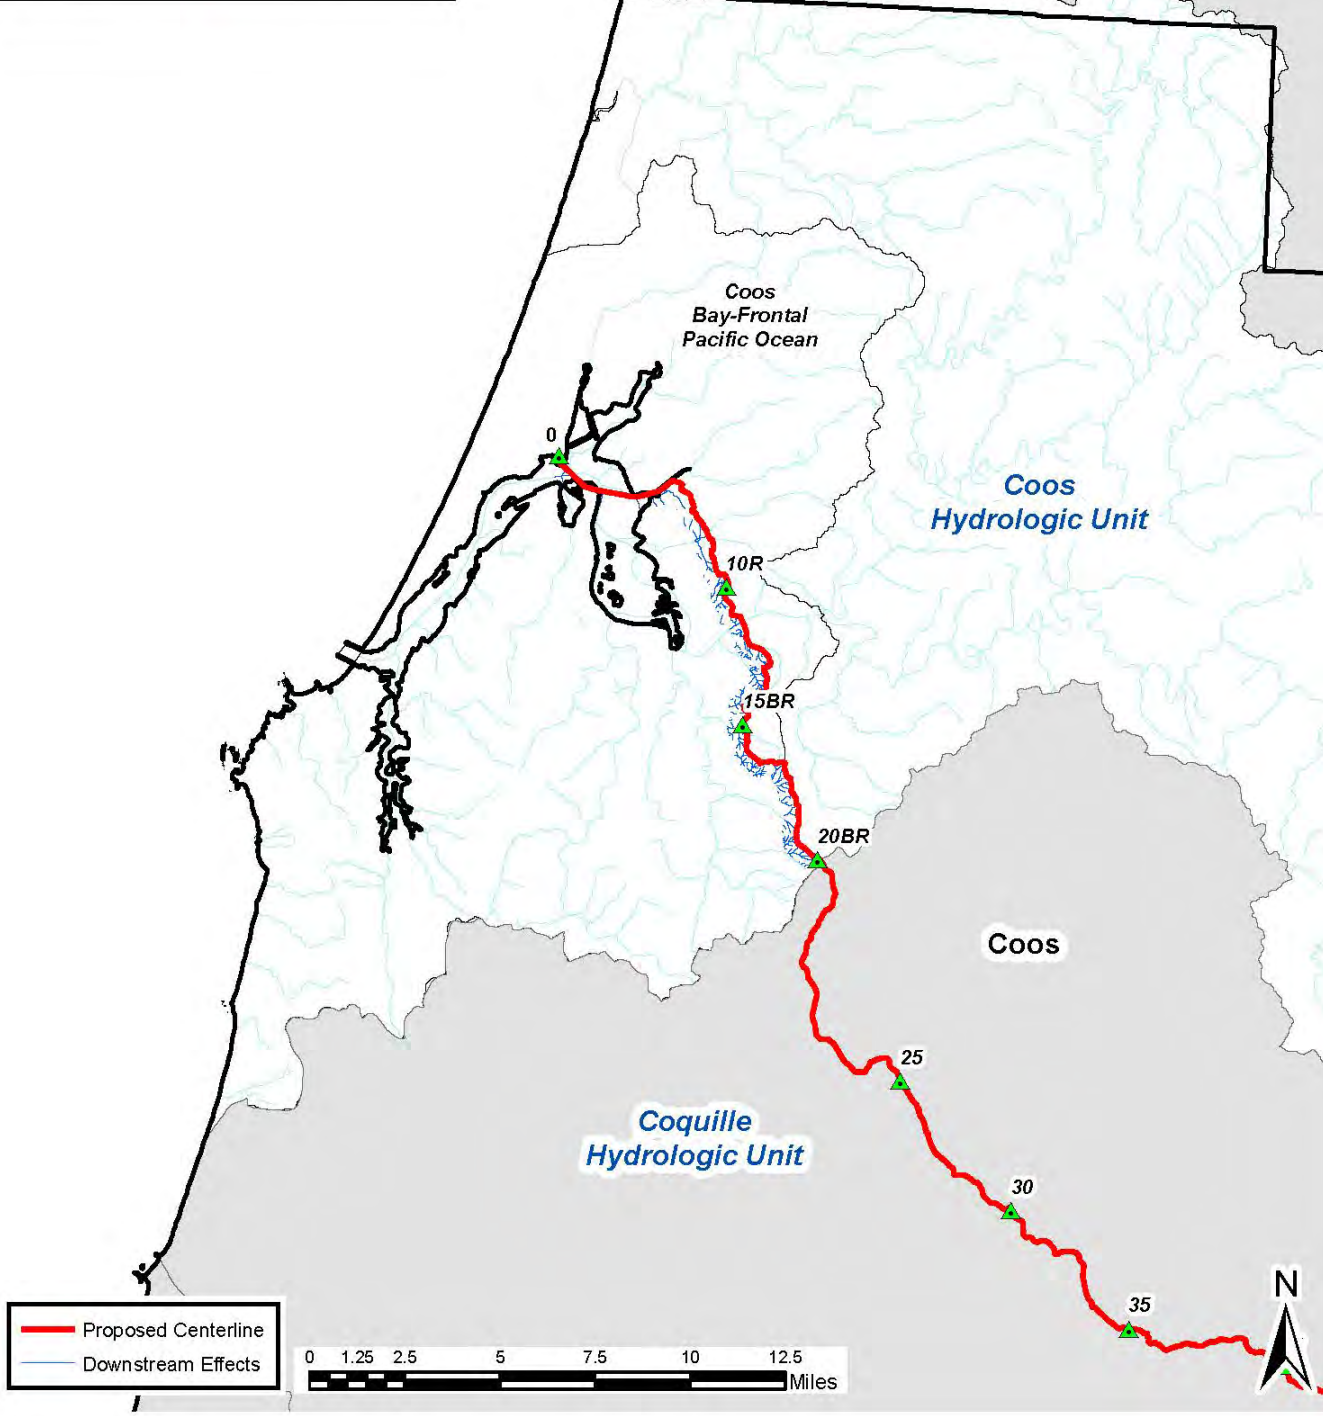 Coos
Bay-Frontal
Pacific Ocean
0
Coos
Hydrologic Unit
10R
15BR
20BR
Coos
25
Coquille
Hydrologic Unit
30
35
N
Proposed Centerline
Downstream Effects
0 1.25 2.5 5 7.5 10 12.5
Miles